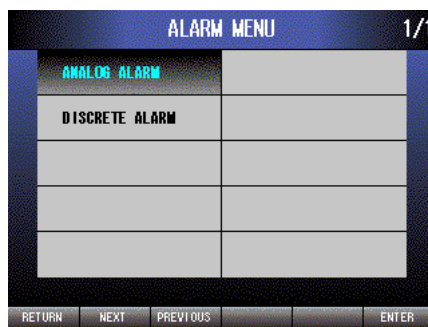 ALARM MENU 1/1
ANALOG ALARM
DISCRETE ALARM
RETURN NEXT PREVIOUS ENTER